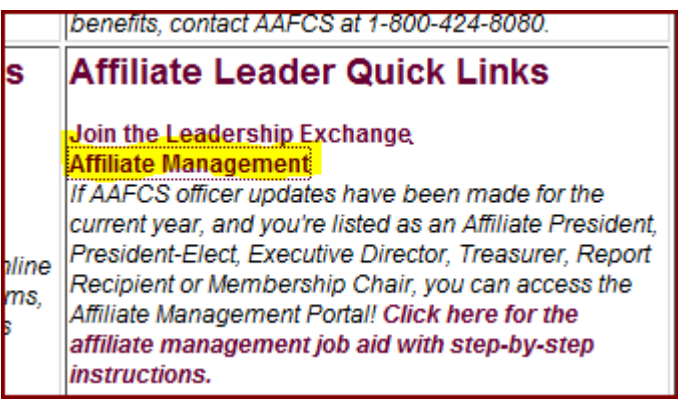 benefits, contact AAFCS at 1-800-424-8080.
s
Affiliate Leader Quick Links
Join the Leadership Exchange
Affiliate Management
If AAFCS officer updates have been made for the
current year, and you're listed as an Affiliate President,
President-Elect, Executive Director, Treasurer, Report
nline
Recipient or Membership Chair, you can access the
ms,
Affiliate Management Portal! Click here for the
s
affiliate management job aid with step-by-step
instructions.